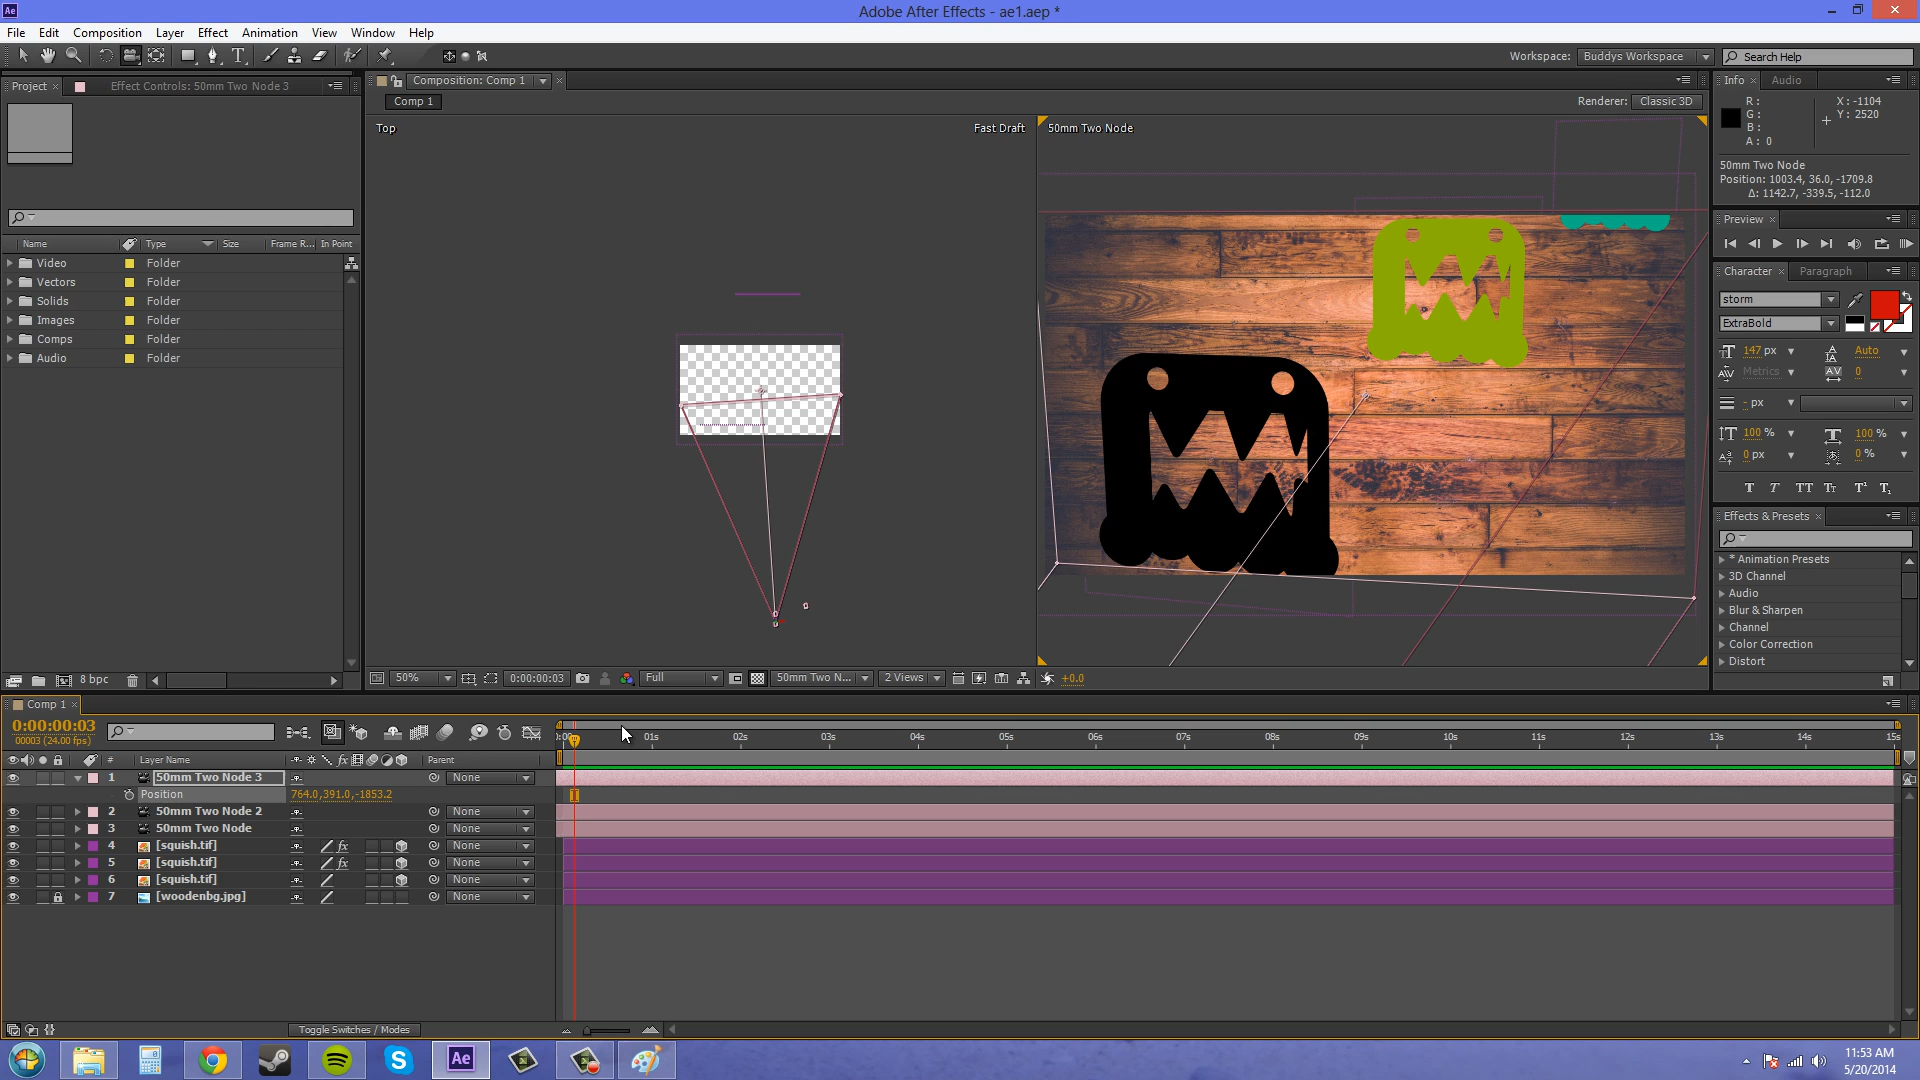 Adobe After Effects - ae1.aep *
File Edit Composition Layer Effect Animation View Window Help
Workspace: Buddys Workspace Search Help
Project × Effect Controls: 50mm Two Node 3
Composition: Comp 1
Comp 1
Renderer: Classic 3D
Top Fast Draft
50mm Two Node
Info × Audio
R :
G :
B :
A : 0
X : -1104
Y : 2520
50mm Two Node
Position: 1003.4, 36.0, -1709.8
Δ: 1142.7, -339.5, -112.0
Preview ×
Character × Paragraph
storm
ExtraBold
147 px Auto
Metrics 0
- px
100 % 100 %
0 px 0 %
Effects & Presets ×
* Animation Presets
3D Channel
Audio
Blur & Sharpen
Channel
Color Correction
Distort
Name Type Size Frame R... In Point
Video Folder
Vectors Folder
Solids Folder
Images Folder
Comps Folder
Audio Folder
8 bpc
50% 0:00:00:03 Full 50mm Two N... 2 Views +0.0
Comp 1 ×
0:00:00:03
00003 (24.00 fps)
01s 02s 03s 04s 05s 06s 07s 08s 09s 10s 11s 12s 13s 14s 15s
# Layer Name Parent
1 50mm Two Node 3 None
Position 764.0,391.0,-1853.2
2 50mm Two Node 2 None
3 50mm Two Node None
4 [squish.tif] fx None
5 [squish.tif] fx None
6 [squish.tif] None
7 [woodenbg.jpg] None
Toggle Switches / Modes
Ae
11:53 AM
5/20/2014